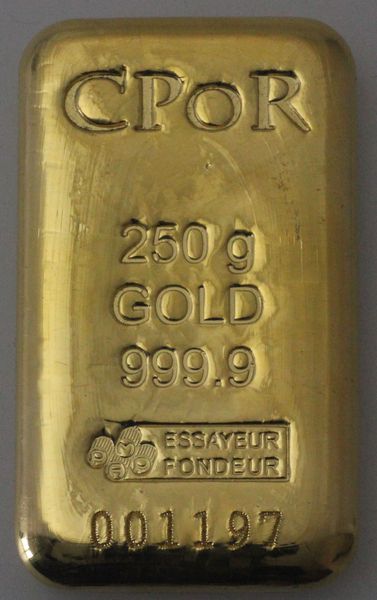 CPoR
250 g
GOLD
999.9
ESSAYEUR
FONDEUR
001197